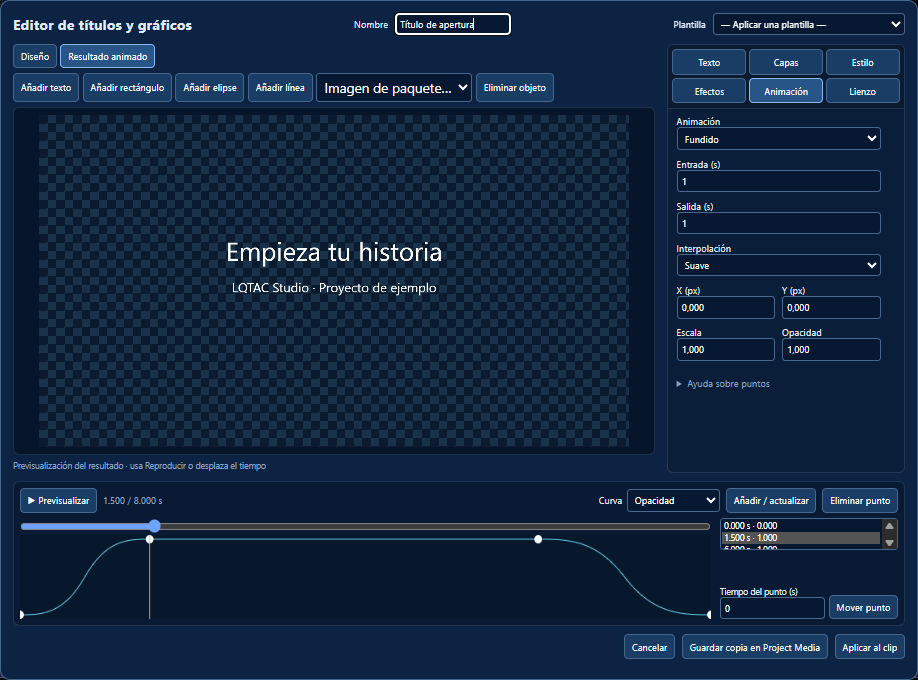 Editor de títulos y gráficos
Nombre
Título de apertura
Plantilla
— Aplicar una plantilla —
Diseño
Resultado animado
Añadir texto
Añadir rectángulo
Añadir elipse
Añadir línea
Imagen de paquete...
Eliminar objeto
Texto
Capas
Estilo
Efectos
Animación
Lienzo
Animación
Fundido
Entrada (s)
1
Salida (s)
1
Interpolación
Suave
X (px)
Y (px)
0,000
0,000
Escala
Opacidad
1,000
1,000
Ayuda sobre puntos
Empieza tu historia
LQTAC Studio · Proyecto de ejemplo
Previsualización del resultado · usa Reproducir o desplaza el tiempo
Previsualizar
1.500 / 8.000 s
Curva
Opacidad
Añadir / actualizar
Eliminar punto
0.000 s · 0.000
1.500 s · 1.000
6.000 s · 1.000
Tiempo del punto (s)
0
Mover punto
Cancelar
Guardar copia en Project Media
Aplicar al clip